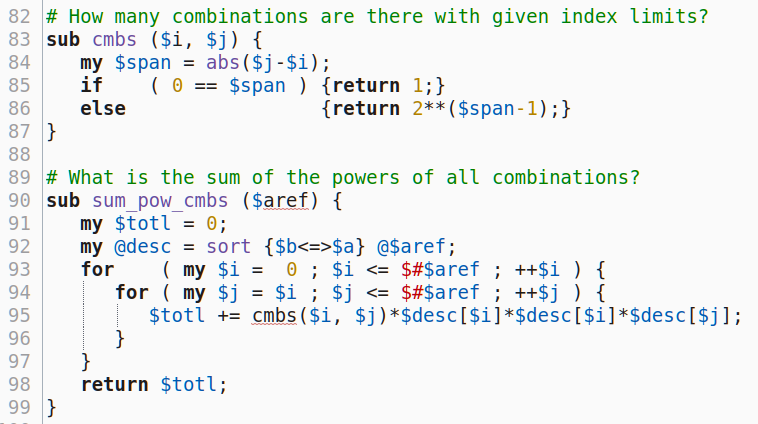 82 # How many combinations are there with given index limits?
83 sub cmbs ($i, $j) {
84    my $span = abs($j-$i);
85    if    ( 0 == $span ) {return 1;}
86    else                 {return 2**($span-1);}
87 }
88
89 # What is the sum of the powers of all combinations?
90 sub sum_pow_cmbs ($aref) {
91    my $totl = 0;
92    my @desc = sort {$b<=>$a} @$aref;
93    for    ( my $i =  0 ; $i <= $#$aref ; ++$i ) {
94       for ( my $j = $i ; $j <= $#$aref ; ++$j ) {
95          $totl += cmbs($i, $j)*$desc[$i]*$desc[$i]*$desc[$j];
96       }
97    }
98    return $totl;
99 }